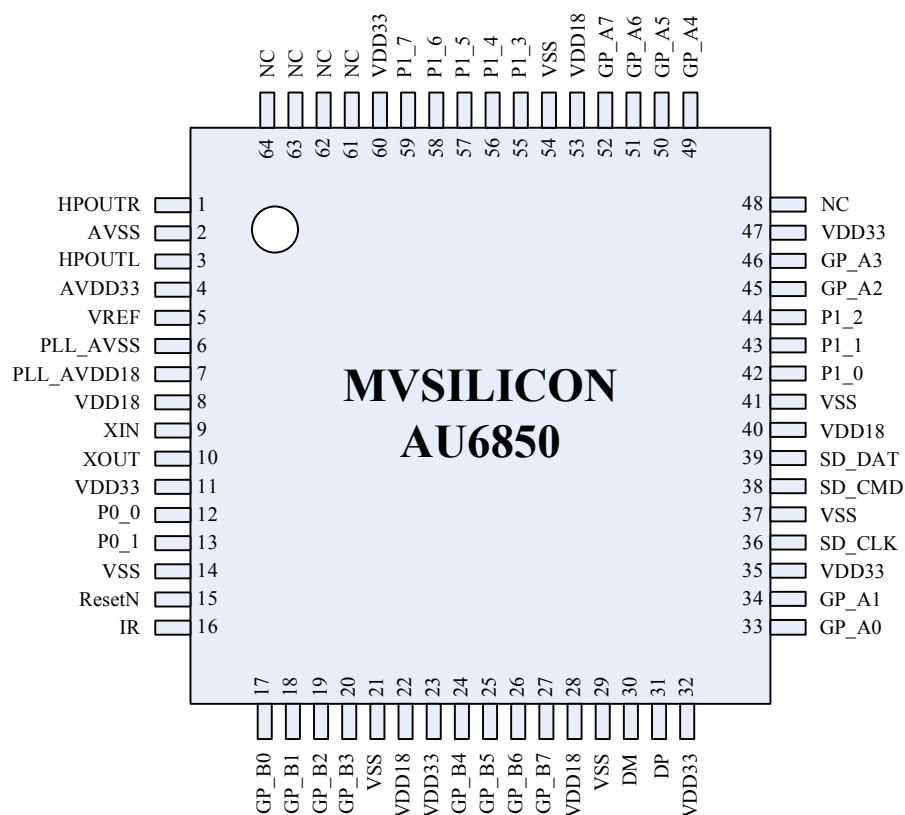 NC
NC
NC
NC
VDD33
P1_7
P1_6
P1_5
P1_4
P1_3
VSS
VDD18
GP_A7
GP_A6
GP_A5
GP_A4
64
63
62
61
60
59
58
57
56
55
54
53
52
51
50
49
HPOUTR 1
AVSS 2
HPOUTL 3
AVDD33 4
VREF 5
PLL_AVSS 6
PLL_AVDD18 7
VDD18 8
XIN 9
XOUT 10
VDD33 11
P0_0 12
P0_1 13
VSS 14
ResetN 15
IR 16
MVSILICON
AU6850
48 NC
47 VDD33
46 GP_A3
45 GP_A2
44 P1_2
43 P1_1
42 P1_0
41 VSS
40 VDD18
39 SD_DAT
38 SD_CMD
37 VSS
36 SD_CLK
35 VDD33
34 GP_A1
33 GP_A0
17
18
19
20
21
22
23
24
25
26
27
28
29
30
31
32
GP_B0
GP_B1
GP_B2
GP_B3
VSS
VDD18
VDD33
GP_B4
GP_B5
GP_B6
GP_B7
VDD18
VSS
DM
DP
VDD33